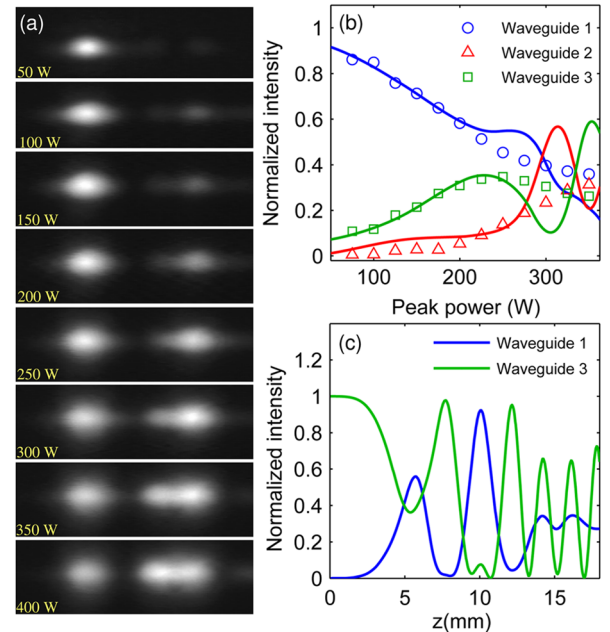 (a)
50 W
100 W
150 W
200 W
250 W
300 W
350 W
400 W
(b)
Waveguide 1
Waveguide 2
Waveguide 3
Normalized intensity
1
0.8
0.6
0.4
0.2
0
100
200
300
Peak power (W)
(c)
Waveguide 1
Waveguide 3
Normalized intensity
1.2
1
0.8
0.6
0.4
0.2
0
0
5
10
15
z(mm)